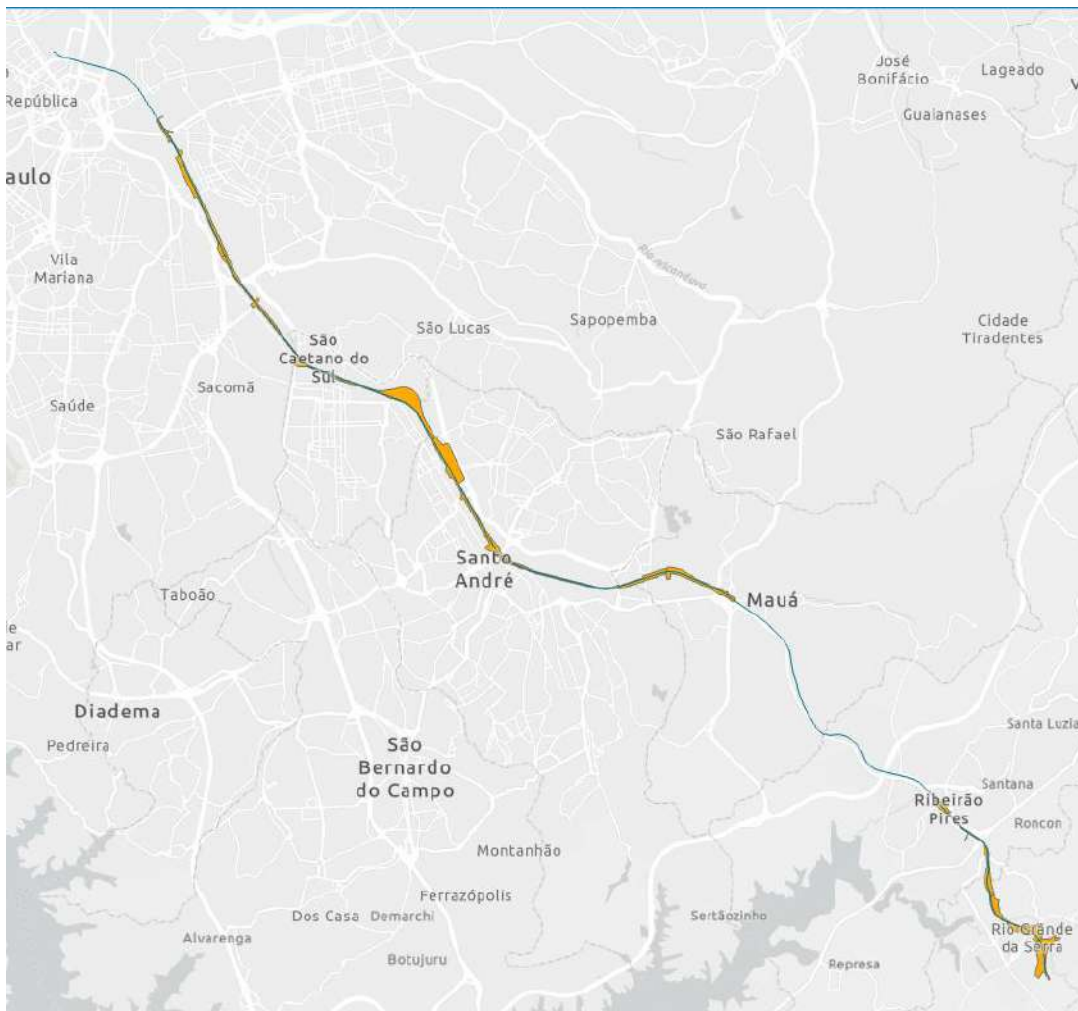 José
Bonifácio
Lageado
República
Guaianases
aulo
Vila
Mariana
São Lucas
Sapopemba
Cidade
Tiradentes
São
Caetano do
Sul
Sacomã
Saúde
São Rafael
Santo
André
Taboão
Mauá
Diadema
Pedreira
São
Bernardo
do Campo
Santa Luzia
Santana
Ribeirão
Pires
Roncon
Montanhão
Ferrazópolis
Dos Casa
Demarchi
Sertãozinho
Alvarenga
Botujuru
Represa
Rio Grande
da Serra